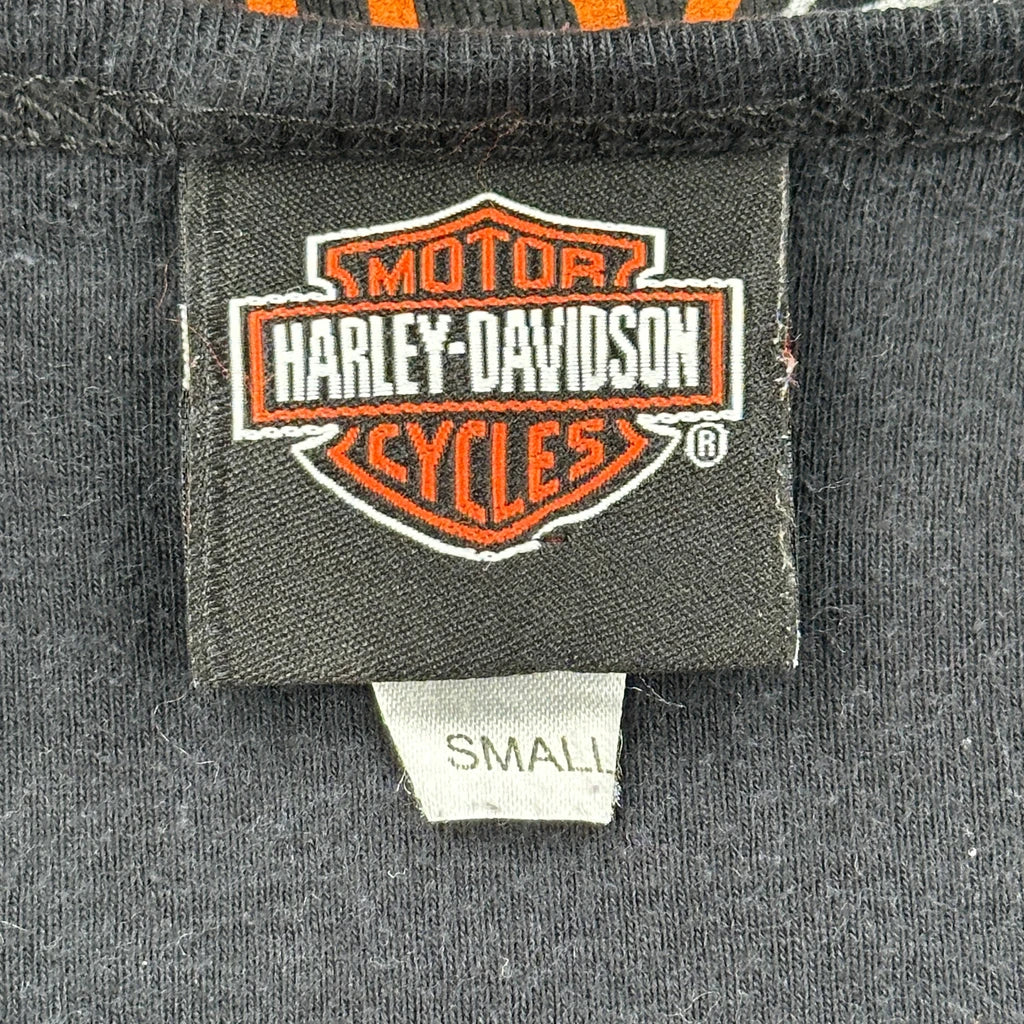 MOTOR
HARLEY-DAVIDSON
CYCLES
®
SMALL